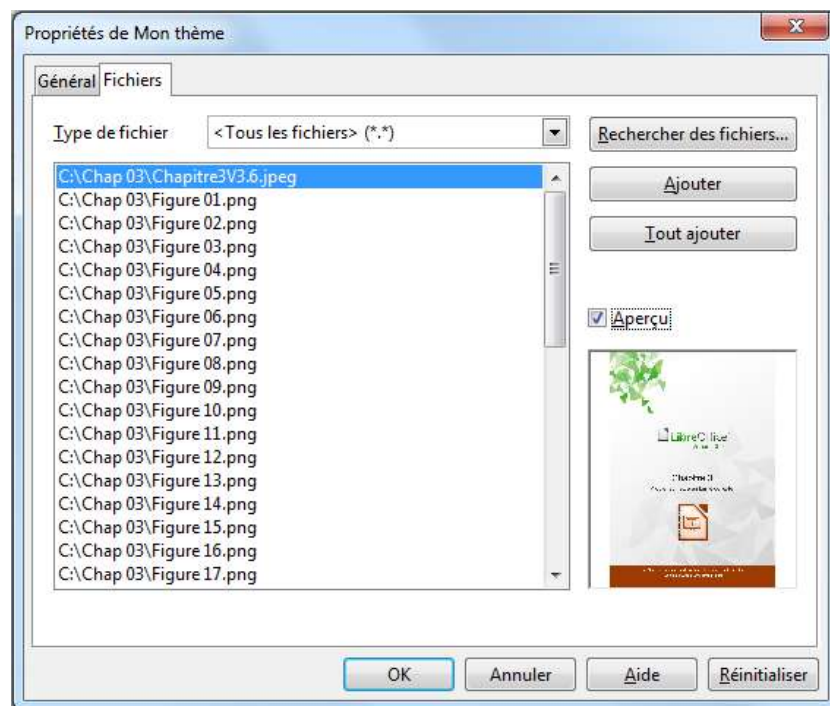 Propriétés de Mon thème
Général Fichiers
Type de fichier <Tous les fichiers> (*.*) Rechercher des fichiers...
C:\Chap 03\Chapitre3V3.6.jpeg
Ajouter
C:\Chap 03\Figure 01.png
C:\Chap 03\Figure 02.png
Tout ajouter
C:\Chap 03\Figure 03.png
C:\Chap 03\Figure 04.png
C:\Chap 03\Figure 05.png
C:\Chap 03\Figure 06.png
Aperçu
C:\Chap 03\Figure 07.png
C:\Chap 03\Figure 08.png
C:\Chap 03\Figure 09.png
C:\Chap 03\Figure 10.png
C:\Chap 03\Figure 11.png
LibreOffice
C:\Chap 03\Figure 12.png
C:\Chap 03\Figure 13.png
Chapitre 3
C:\Chap 03\Figure 14.png
C:\Chap 03\Figure 15.png
C:\Chap 03\Figure 16.png
C:\Chap 03\Figure 17.png
OK Annuler Aide Réinitialiser